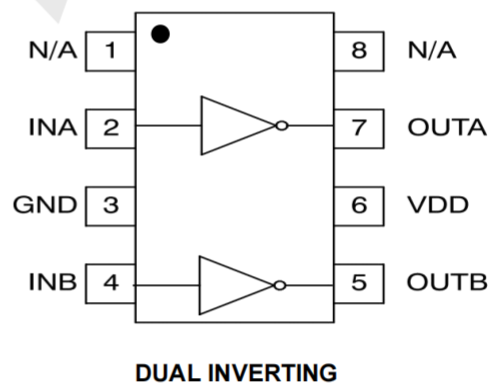 N/A 1 8 N/A
INA 2 7 OUTA
GND 3 6 VDD
INB 4 5 OUTB
DUAL INVERTING